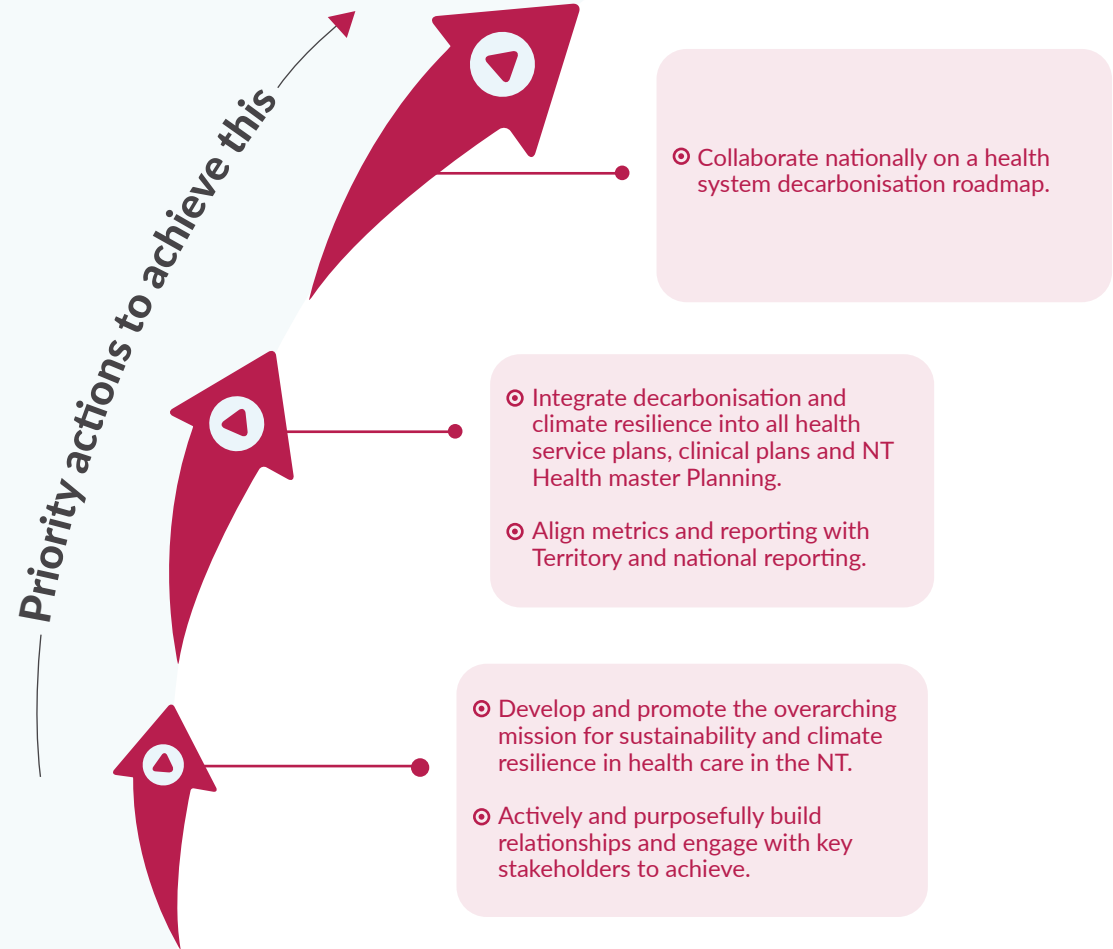 Priority actions to achieve this
Collaborate nationally on a health
system decarbonisation roadmap.
Integrate decarbonisation and
climate resilience into all health
service plans, clinical plans and NT
Health master Planning.
Align metrics and reporting with
Territory and national reporting.
Develop and promote the overarching
mission for sustainability and climate
resilience in health care in the NT.
Actively and purposefully build
relationships and engage with key
stakeholders to achieve.